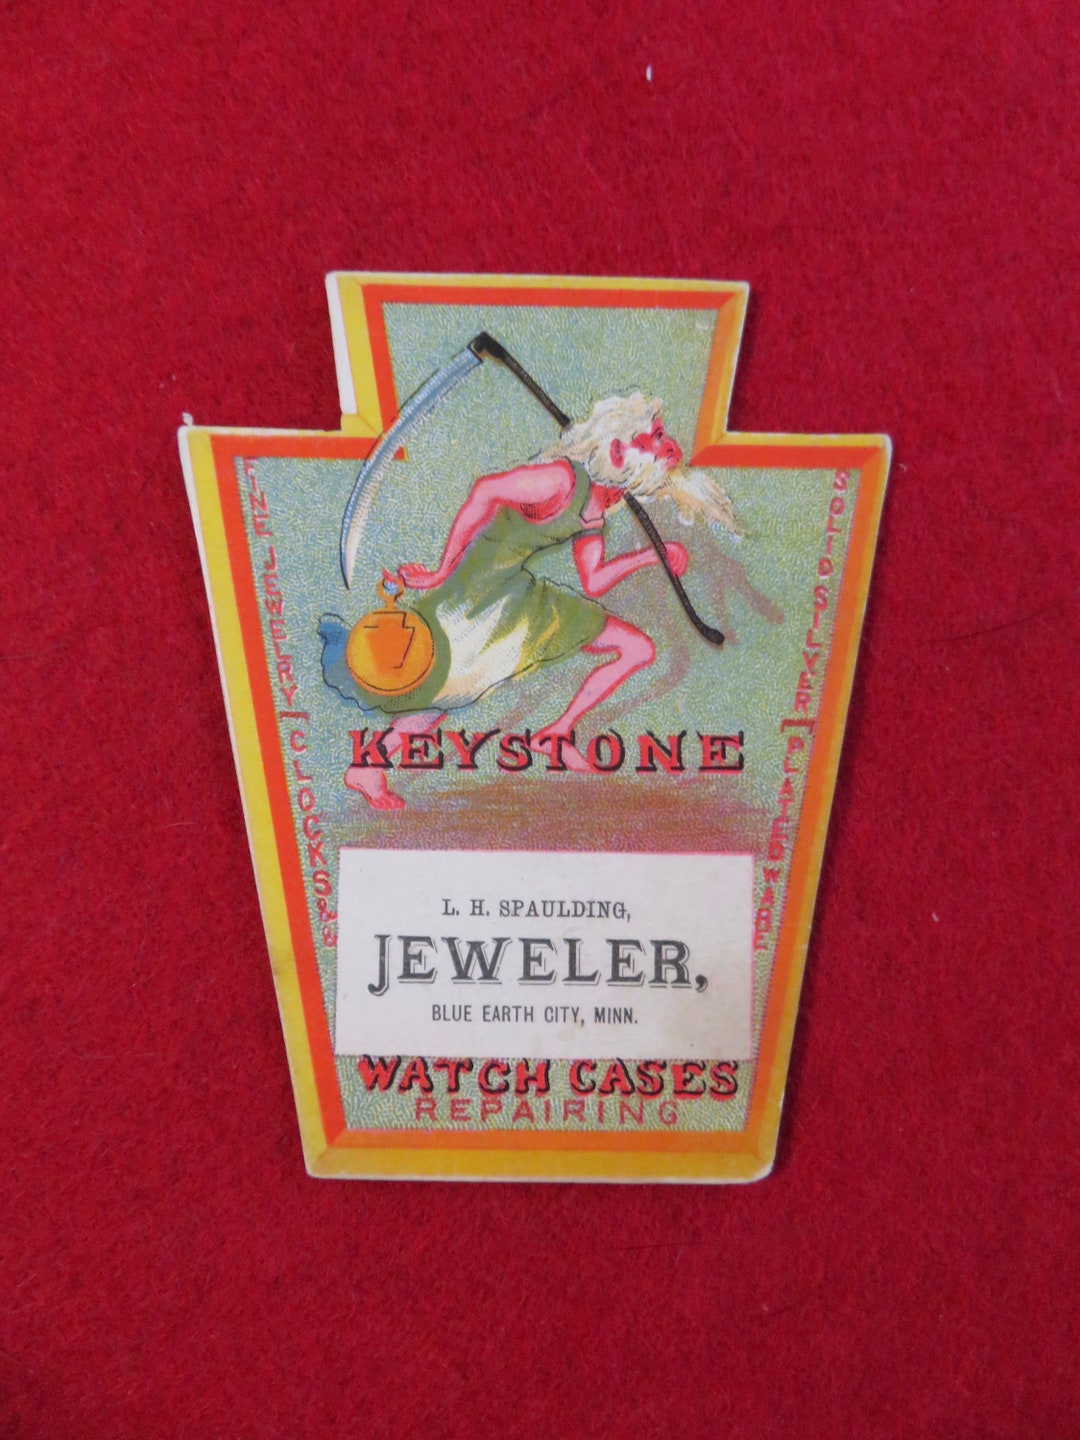 FINE JEWELRY] CLOCKS &c
SOLID SILVER] PLATED WARE
KEYSTONE
L. H. SPAULDING,
JEWELER,
BLUE EARTH CITY, MINN.
WATCH CASES
REPAIRING